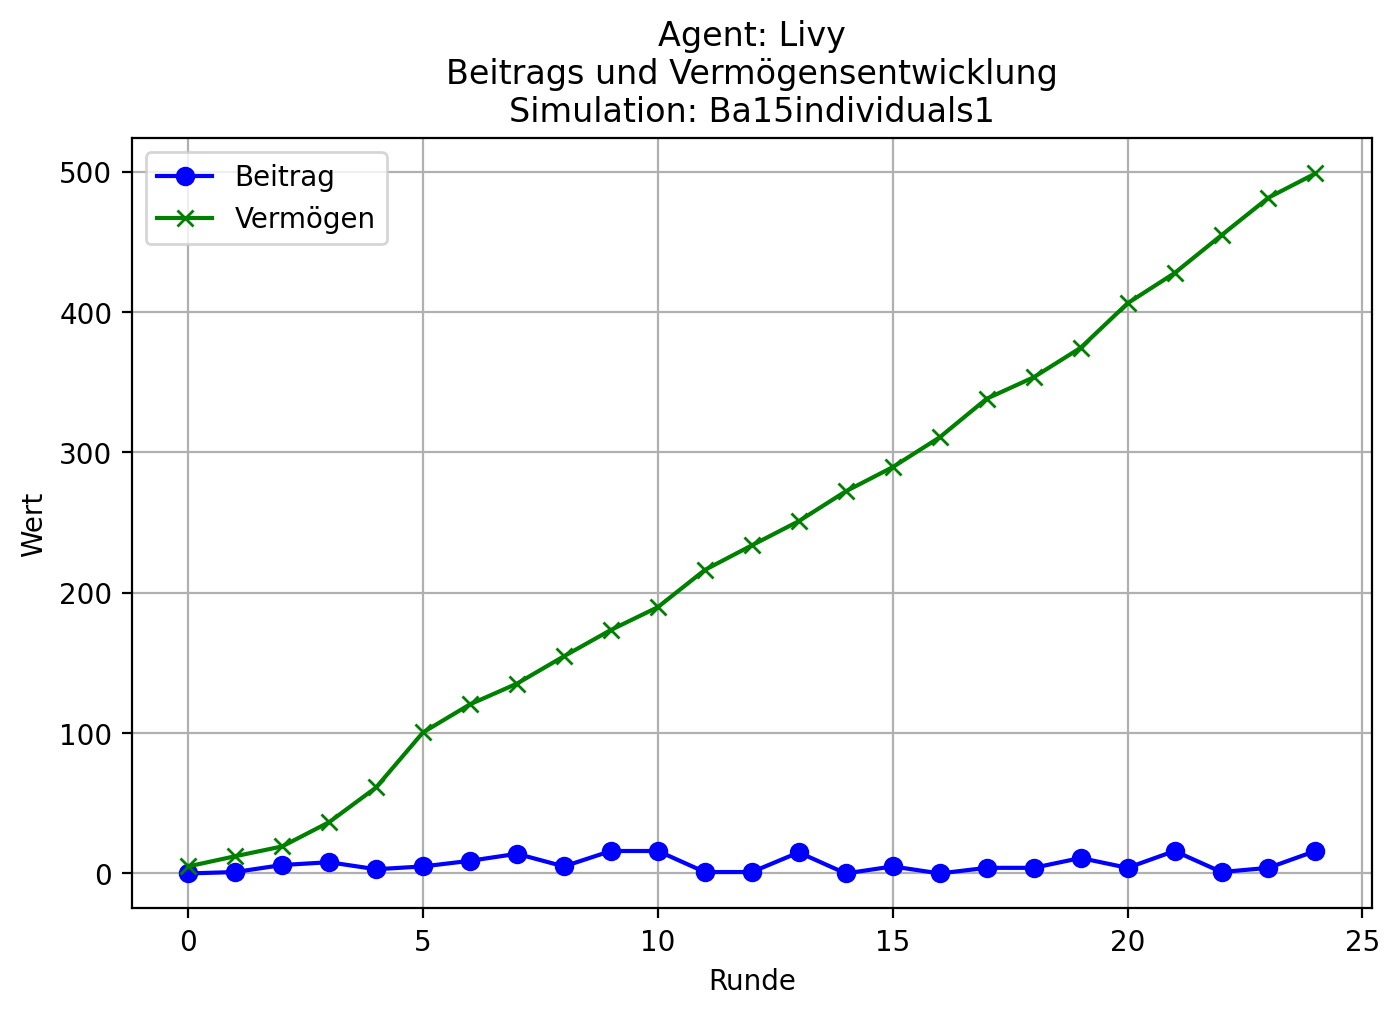 Agent: Livy
Beitrags und Vermögensentwicklung
Simulation: Ba15individuals1
Beitrag
Vermögen
500
400
300
200
100
0
Wert
0 5 10 15 20 25
Runde